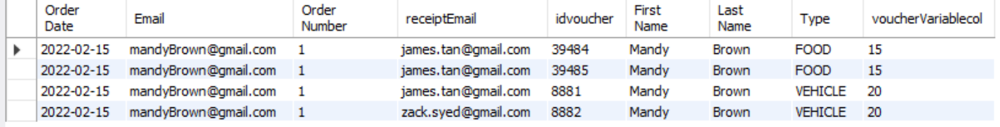 Order Date Email Order Number receiptEmail idvoucher First Name Last Name Type voucherVariablecol
2022-02-15 mandyBrown@gmail.com 1 james.tan@gmail.com 39484 Mandy Brown FOOD 15
2022-02-15 mandyBrown@gmail.com 1 james.tan@gmail.com 39485 Mandy Brown FOOD 15
2022-02-15 mandyBrown@gmail.com 1 james.tan@gmail.com 8881 Mandy Brown VEHICLE 20
2022-02-15 mandyBrown@gmail.com 1 zack.syed@gmail.com 8882 Mandy Brown VEHICLE 20